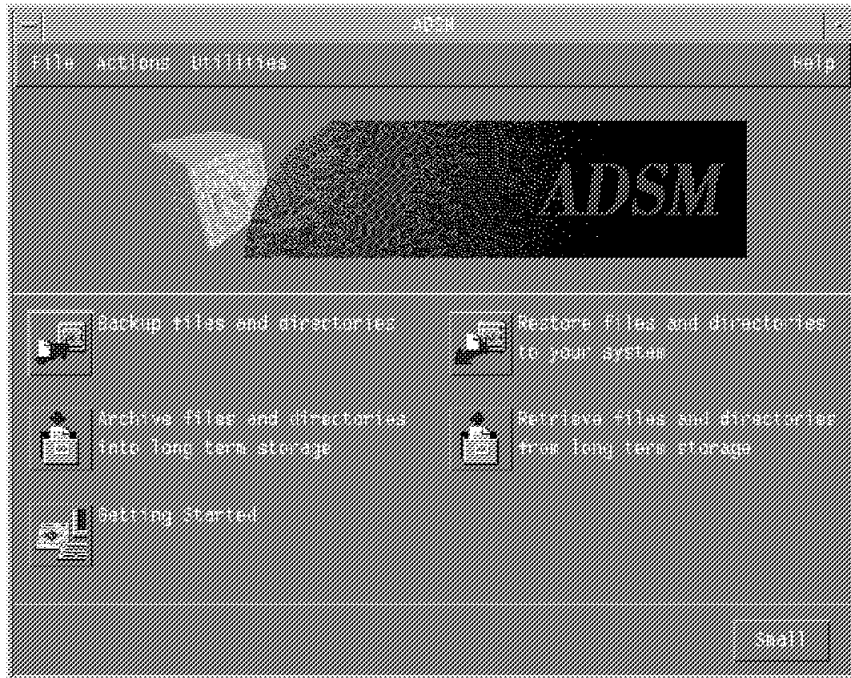 ADSM
File Actions Utilities Help
ADSM
Backup files and directories
Restore files and directories
to your system
Archive files and directories
into long term storage
Retrieve files and directories
from long term storage
Getting Started
Small